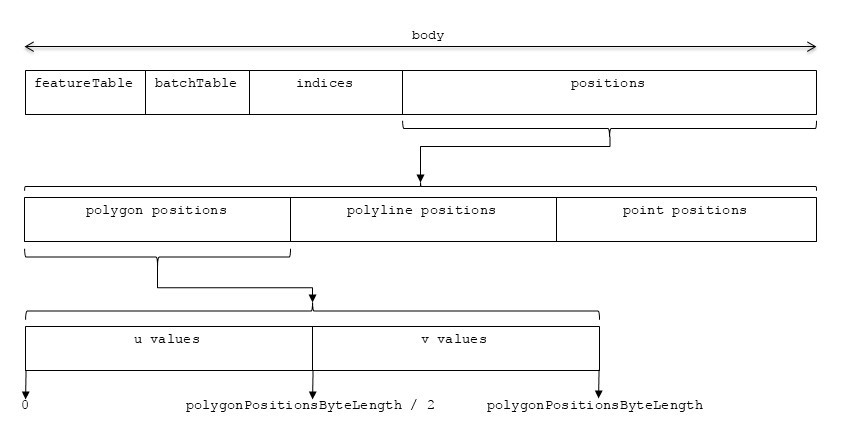 body
featureTable batchTable indices positions
polygon positions polyline positions point positions
u values v values
0 polygonPositionsByteLength / 2 polygonPositionsByteLength